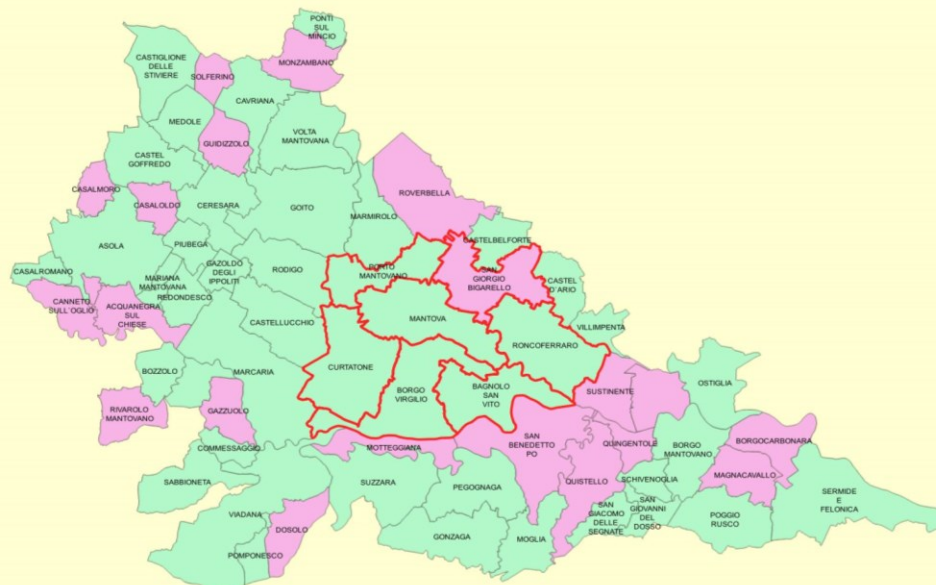 PONTI
SUL
MINCIO
CASTIGLIONE
DELLE
STIVIERE
SOLFERINO
MONZAMBANO
CAVRIANA
MEDOLE
VOLTA
MANTOVANA
GUIDIZZOLO
CASTEL
GOFFREDO
CASALMORO
CASALOLDO
CERESARA
GOITO
ROVERBELLA
MARMIROLO
ASOLA
PIUBEGA
CASTELBELFORTE
CASALROMANO
MARIANA
MANTOVANA
GAZOLDO
DEGLI
IPPOLITI
RODIGO
PORTO
MANTOVANO
SAN
GIORGIO
BIGARELLO
CASTEL
D'ARIO
REDONDESCO
CANNETO
SULL'OGLIO
ACQUANEGRA
SUL
CHIESE
CASTELLUCCHIO
MANTOVA
VILLIMPENTA
RONCOFERRARO
BOZZOLO
MARCARIA
CURTATONE
BORGO
VIRGILIO
BAGNOLO
SAN
VITO
SUSTINENTE
OSTIGLIA
RIVAROLO
MANTOVANO
GAZZUOLO
COMMESSAGGIO
MOTTEGGIANA
SAN
BENEDETTO
PO
QUINGENTOLE
BORGO
MANTOVANO
BORGOCARBONARA
SABBIONETA
SUZZARA
PEGOGNAGA
QUISTELLO
SCHIVENOGLIA
MAGNACAVALLO
SERMIDE
E
FELONICA
VIADANA
DOSOLO
POMPONESCO
GONZAGA
MOGLIA
SAN
GIACOMO
DELLE
SEGNATE
SAN
GIOVANNI
DEL
DOSSO
POGGIO
RUSCO